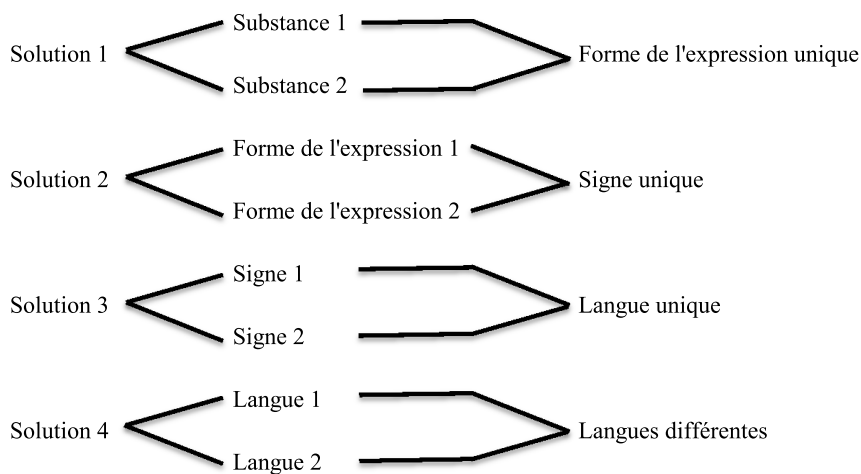 Substance 1
Solution 1
Forme de l'expression unique
Substance 2
Forme de l'expression 1
Solution 2
Signe unique
Forme de l'expression 2
Signe 1
Solution 3
Langue unique
Signe 2
Langue 1
Solution 4
Langues différentes
Langue 2